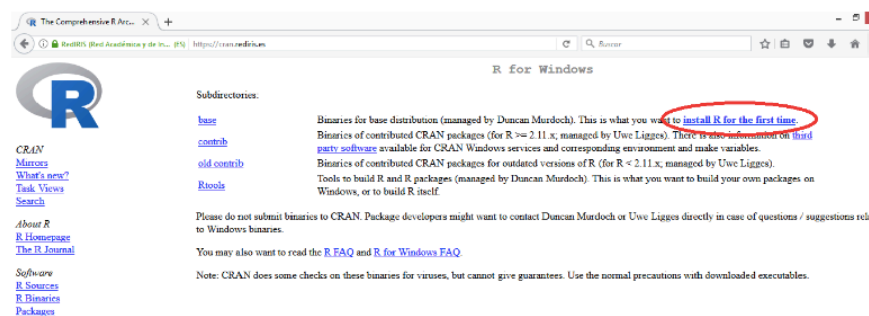 The Comprehensive R Arc...
RedIRIS (Red Académica y de In... (ES) https://cran.rediris.es
Buscar
R for Windows
R
Subdirectories:
base Binaries for base distribution (managed by Duncan Murdoch). This is what you want to install R for the first time.
contrib Binaries of contributed CRAN packages (for R >= 2.11.x; managed by Uwe Ligges). There is also information on third
party software available for CRAN Windows services and corresponding environment and make variables.
old contrib Binaries of contributed CRAN packages for outdated versions of R (for R < 2.11.x; managed by Uwe Ligges).
Rtools Tools to build R and R packages (managed by Duncan Murdoch). This is what you want to build your own packages on
Windows, or to build R itself.
Please do not submit binaries to CRAN. Package developers might want to contact Duncan Murdoch or Uwe Ligges directly in case of questions / suggestions rel
to Windows binaries.
You may also want to read the R FAQ and R for Windows FAQ.
Note: CRAN does some checks on these binaries for viruses, but cannot give guarantees. Use the normal precautions with downloaded executables.
CRAN
Mirrors
What's new?
Task Views
Search
About R
R Homepage
The R Journal
Software
R Sources
R Binaries
Packages